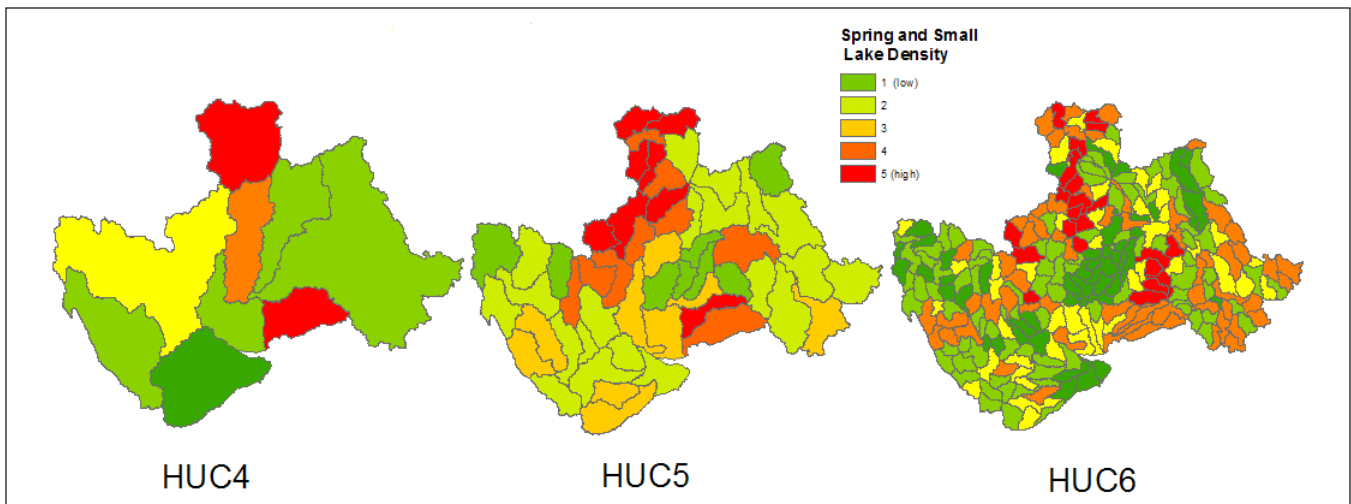 Spring and Small
Lake Density
1 (low)
2
3
4
5 (high)
HUC4
HUC5
HUC6